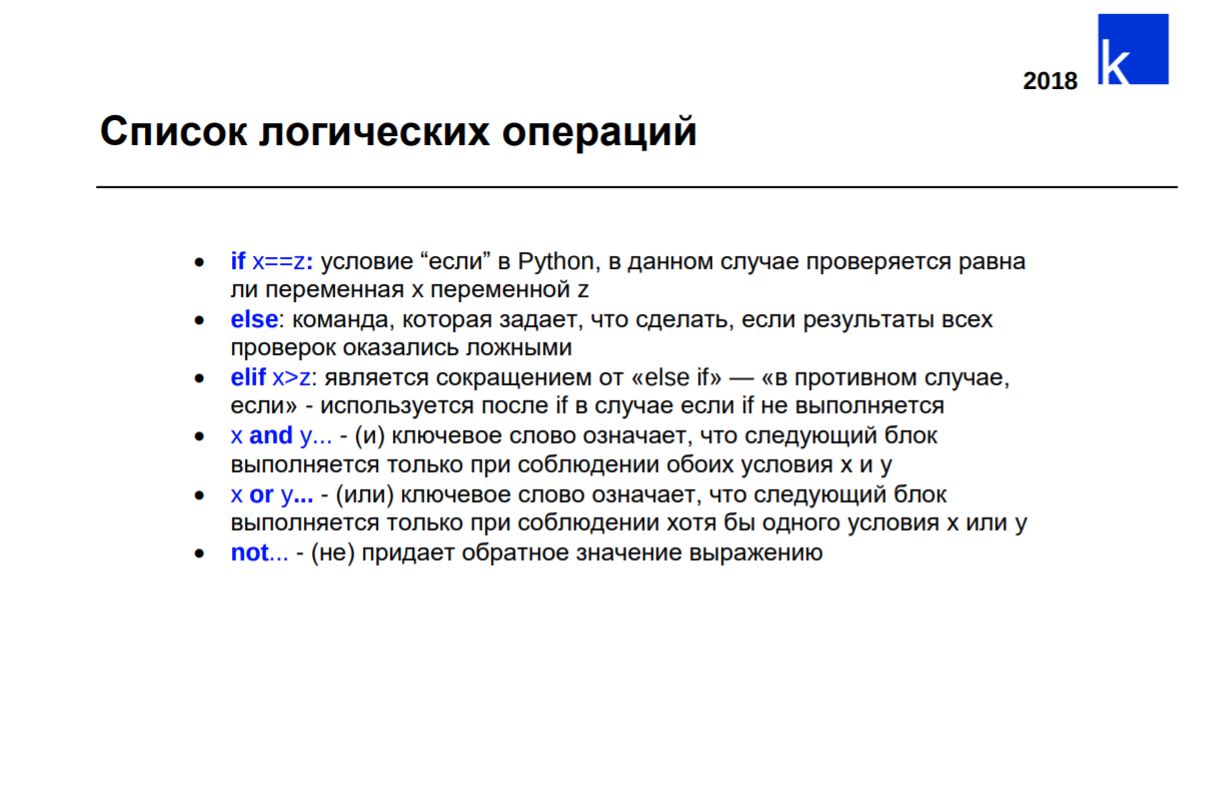 2018
k
Список логических операций
• if x==z: условие “если” в Python, в данном случае проверяется равна
ли переменная x переменной z
• else: команда, которая задает, что сделать, если результаты всех
проверок оказались ложными
• elif x>z: является сокращением от «else if» — «в противном случае,
если» - используется после if в случае если if не выполняется
• x and y... - (и) ключевое слово означает, что следующий блок
выполняется только при соблюдении обоих условия x и y
• x or y... - (или) ключевое слово означает, что следующий блок
выполняется только при соблюдении хотя бы одного условия x или y
• not... - (не) придает обратное значение выражению